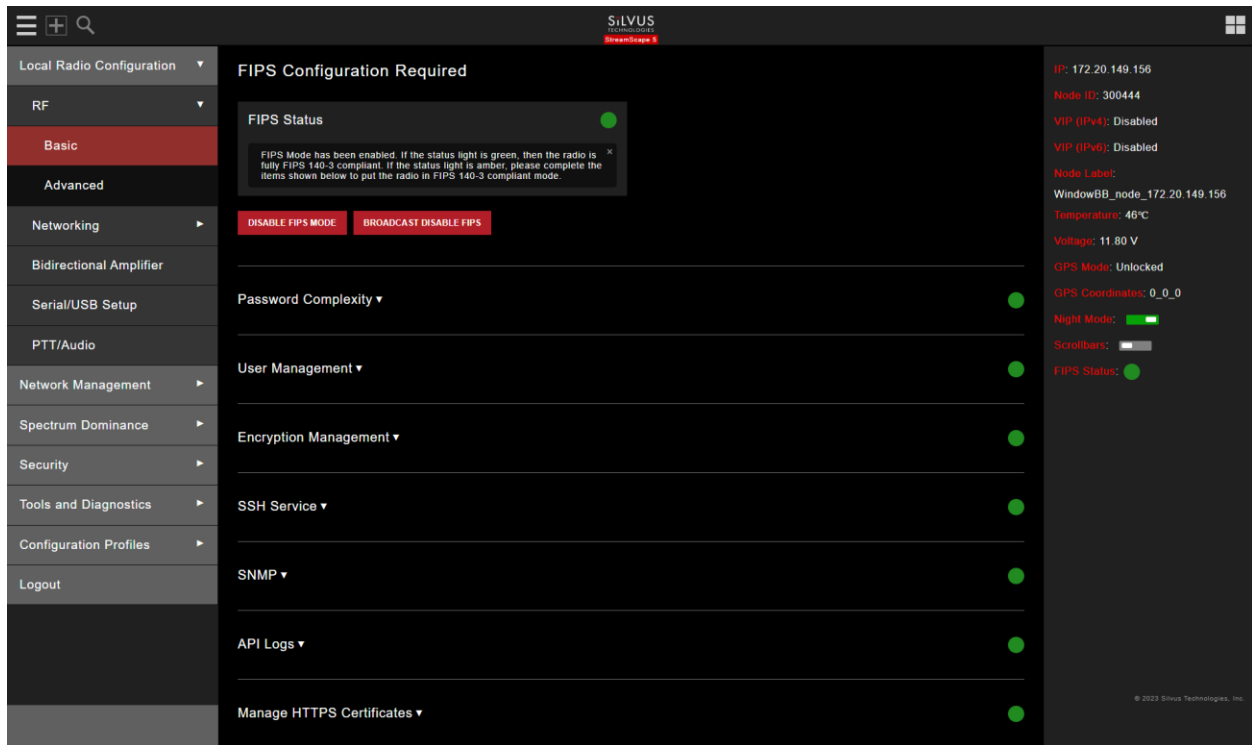 SiLVUS
TECHNOLOGIES
StreamScape 5
Local Radio Configuration
RF
Basic
Advanced
Networking
Bidirectional Amplifier
Serial/USB Setup
PTT/Audio
Network Management
Spectrum Dominance
Security
Tools and Diagnostics
Configuration Profiles
Logout
FIPS Configuration Required
FIPS Status
FIPS Mode has been enabled. If the status light is green, then the radio is
fully FIPS 140-3 compliant. If the status light is amber, please complete the
items shown below to put the radio in FIPS 140-3 compliant mode.
DISABLE FIPS MODE BROADCAST DISABLE FIPS
Password Complexity
User Management
Encryption Management
SSH Service
SNMP
API Logs
Manage HTTPS Certificates
IP: 172.20.149.156
Node ID: 300444
VIP (IPv4): Disabled
VIP (IPv6): Disabled
Node Label:
WindowBB_node_172.20.149.156
Temperature: 46°C
Voltage: 11.80 V
GPS Mode: Unlocked
GPS Coordinates: 0_0_0
Night Mode:
Scrollbars:
FIPS Status:
© 2023 Silvus Technologies, Inc.